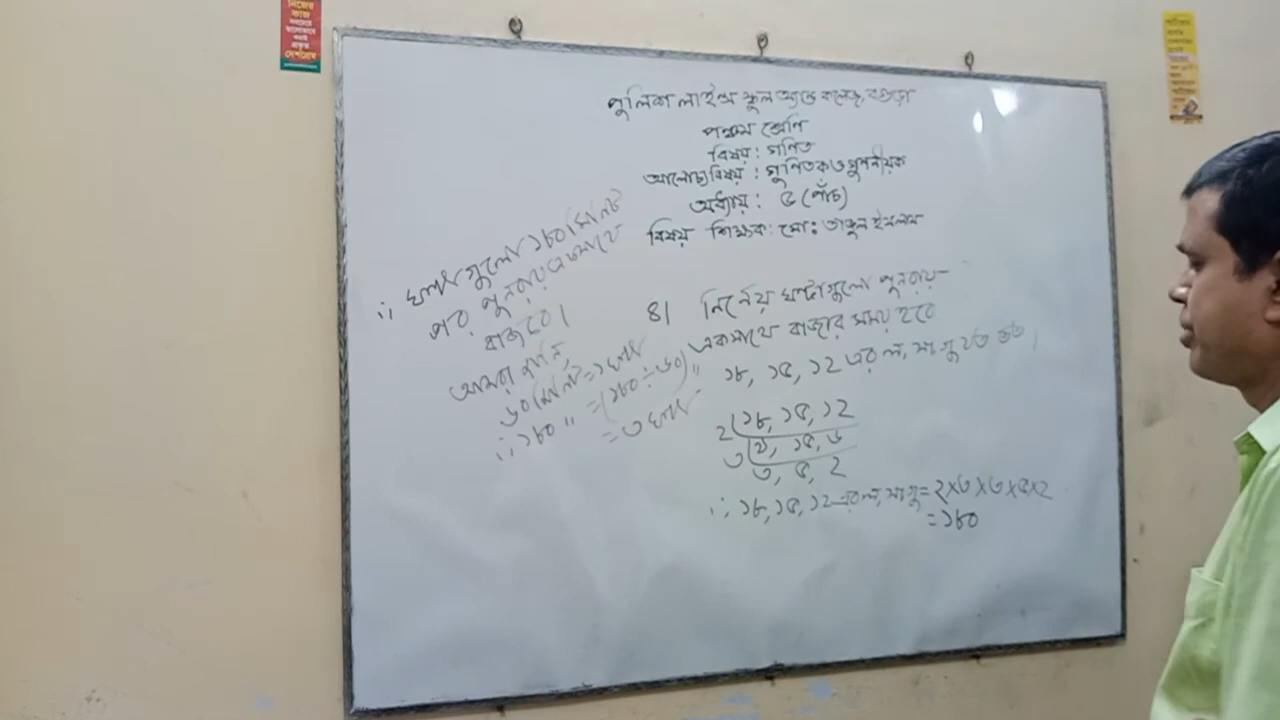 নিজের
কাজ
দেশপ্রেম
পুলিশ লাইন্স স্কুল অ্যান্ড কলেজ, বগুড়া
পঞ্চম শ্রেণি
বিষয়: গণিত
আলোচ্যবিষয়: গুণিতক ও গুণনীয়ক
অধ্যায়: ৫ (পাঁচ)
বিষয় শিক্ষক: মো: ইসলাম
৪। নির্নেয় ঘণ্টাগুলো পুনরায়-
একসাথে বাজার সময় হবে
১৮, ১৫, ১২ এর ল, সা, গু যত তত।
২(১৮, ১৫, ১২
৩(৯, ১৫, ৬
৩, ৫, ২
∴ ১৮, ১৫, ১২ এর ল, সা, গু = ২×৩×৩×৫×২
= ১৮০
∴ ঘণ্টা গুলো ১৮০ মিনিট
পর পুনরায় একসাথে
বাজবে।
আমরা জানি,
৬০ মিনিট = ১ ঘণ্টা
∴ ১৮০ " = (১৮০ ÷ ৬০) "
= ৩ ঘণ্টা